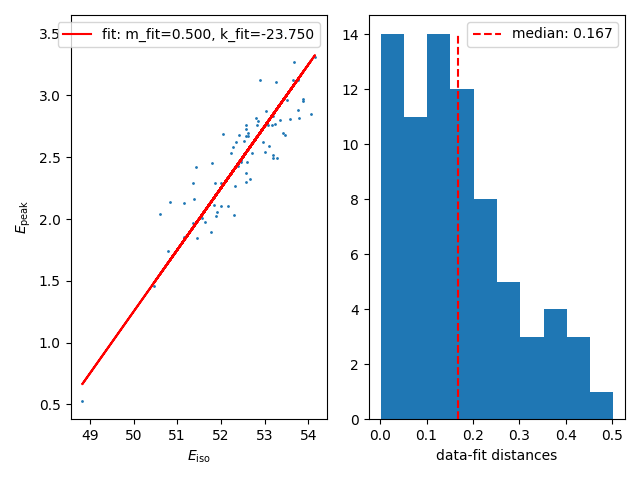 fit: m_fit=0.500, k_fit=-23.750
3.5
3.0
2.5
2.0
1.5
1.0
0.5
E_peak
49 50 51 52 53 54
E_iso
median: 0.167
14
12
10
8
6
4
2
0
0.0 0.1 0.2 0.3 0.4 0.5
data-fit distances